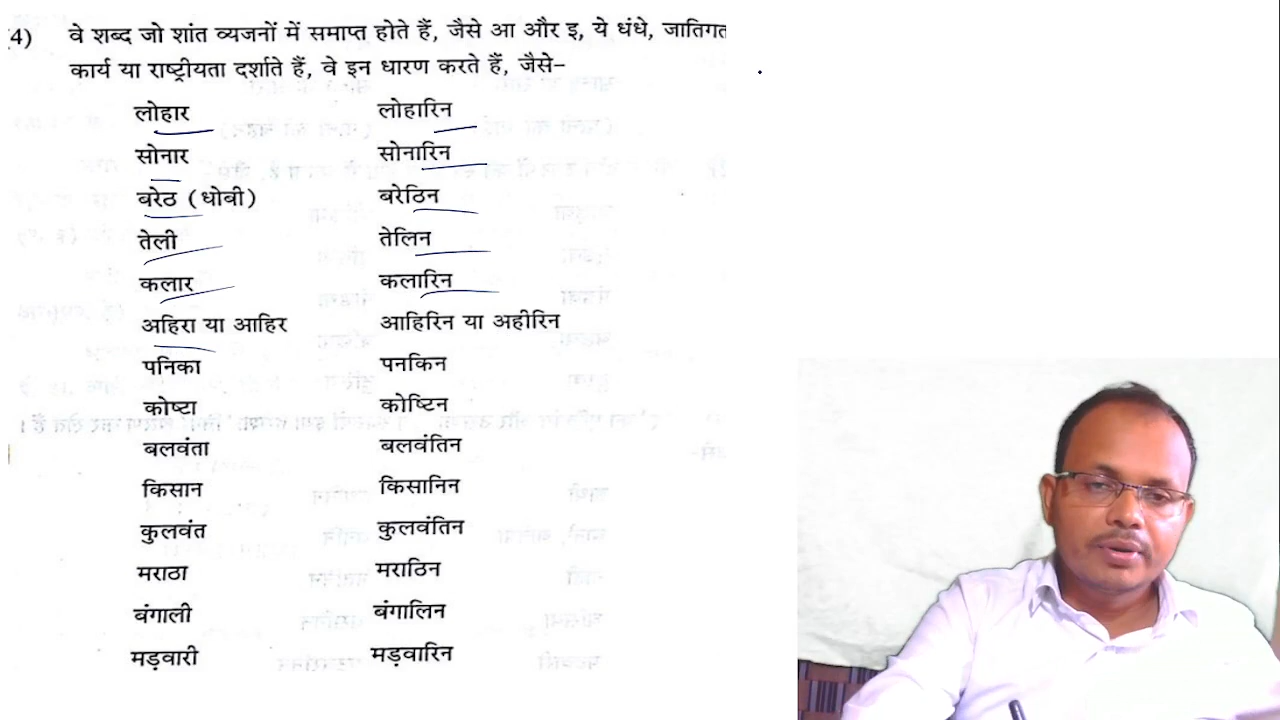 4) वे शब्द जो शांत व्यजनों में समाप्त होते हैं, जैसे आ और इ, ये धंधे, जातिगत
कार्य या राष्ट्रीयता दर्शाते हैं, वे इन धारण करते हैं, जैसे–
लोहार लोहारिन
सोनार सोनारिन
बरेठ (धोबी) बरेठिन
तेली तेलिन
कलार कलारिन
अहिरा या आहिर आहिरिन या अहीरिन
पनिका पनकिन
कोष्टा कोष्टिन
बलवंता बलवंतिन
किसान किसानिन
कुलवंत कुलवंतिन
मराठा मराठिन
वंगाली बंगालिन
मड़वारी मड़वारिन